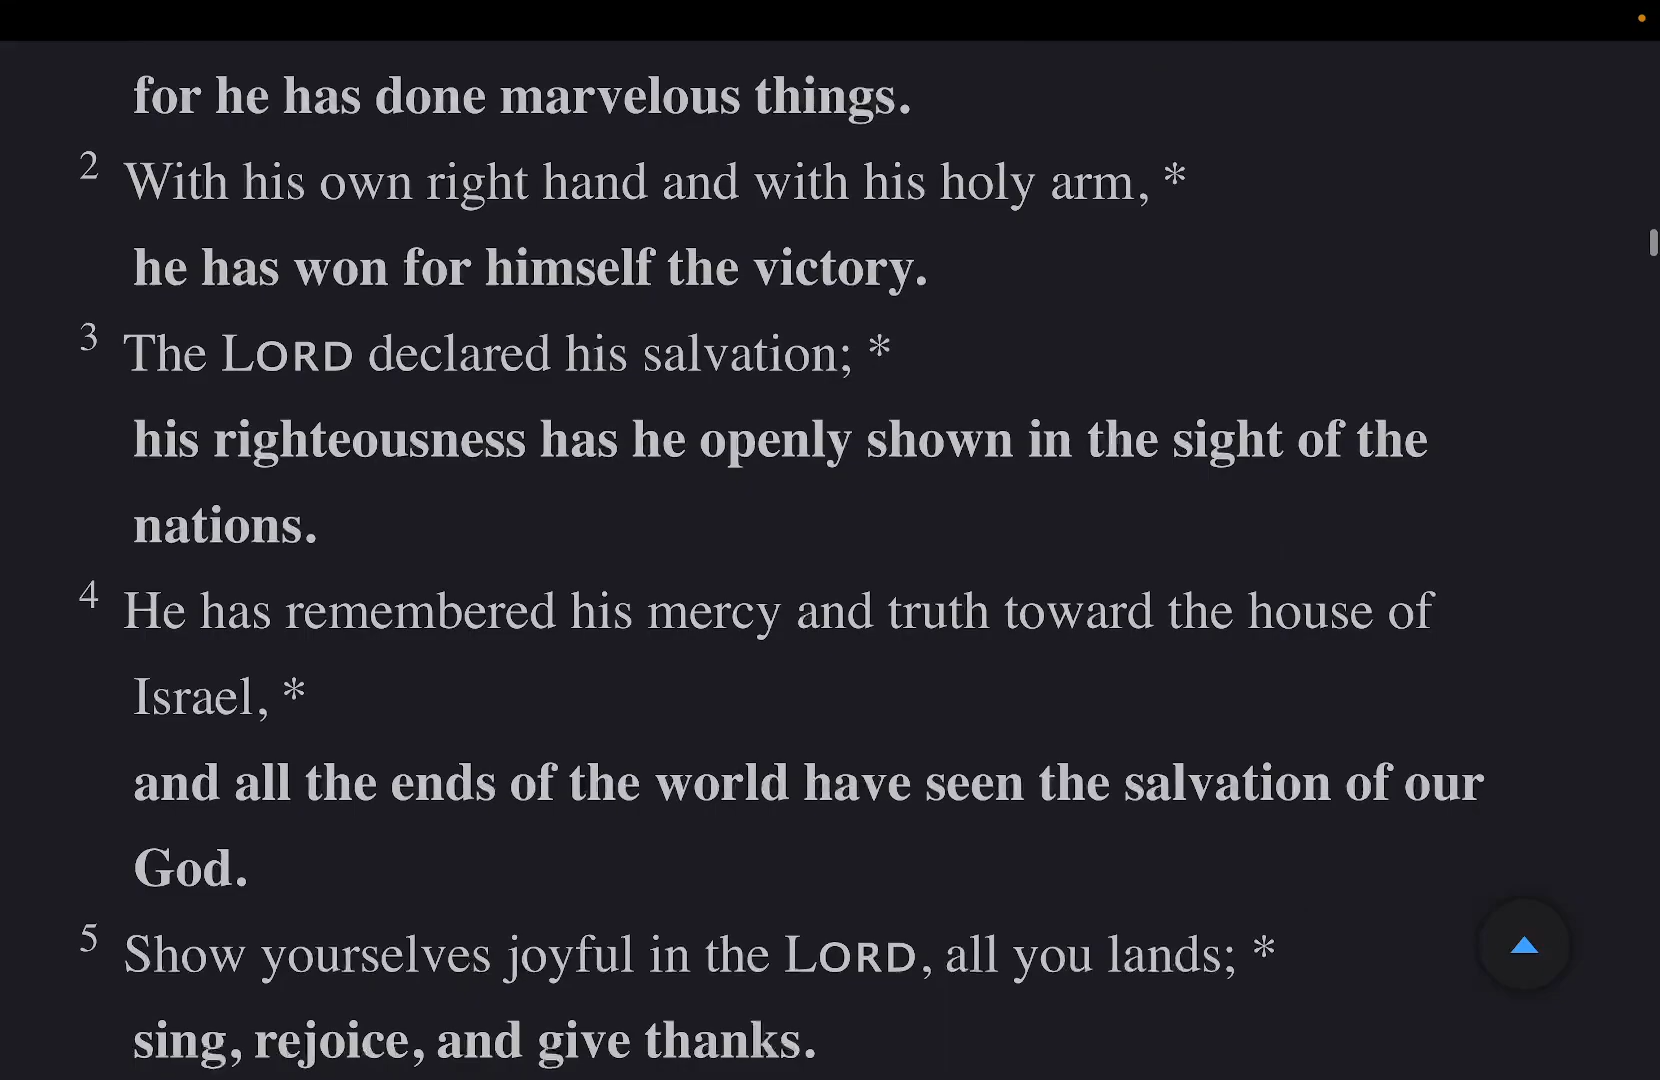 for he has done marvelous things.
2 With his own right hand and with his holy arm, *
he has won for himself the victory.
3 The LORD declared his salvation; *
his righteousness has he openly shown in the sight of the
nations.
4 He has remembered his mercy and truth toward the house of
Israel, *
and all the ends of the world have seen the salvation of our
God.
5 Show yourselves joyful in the LORD, all you lands; *
sing, rejoice, and give thanks.